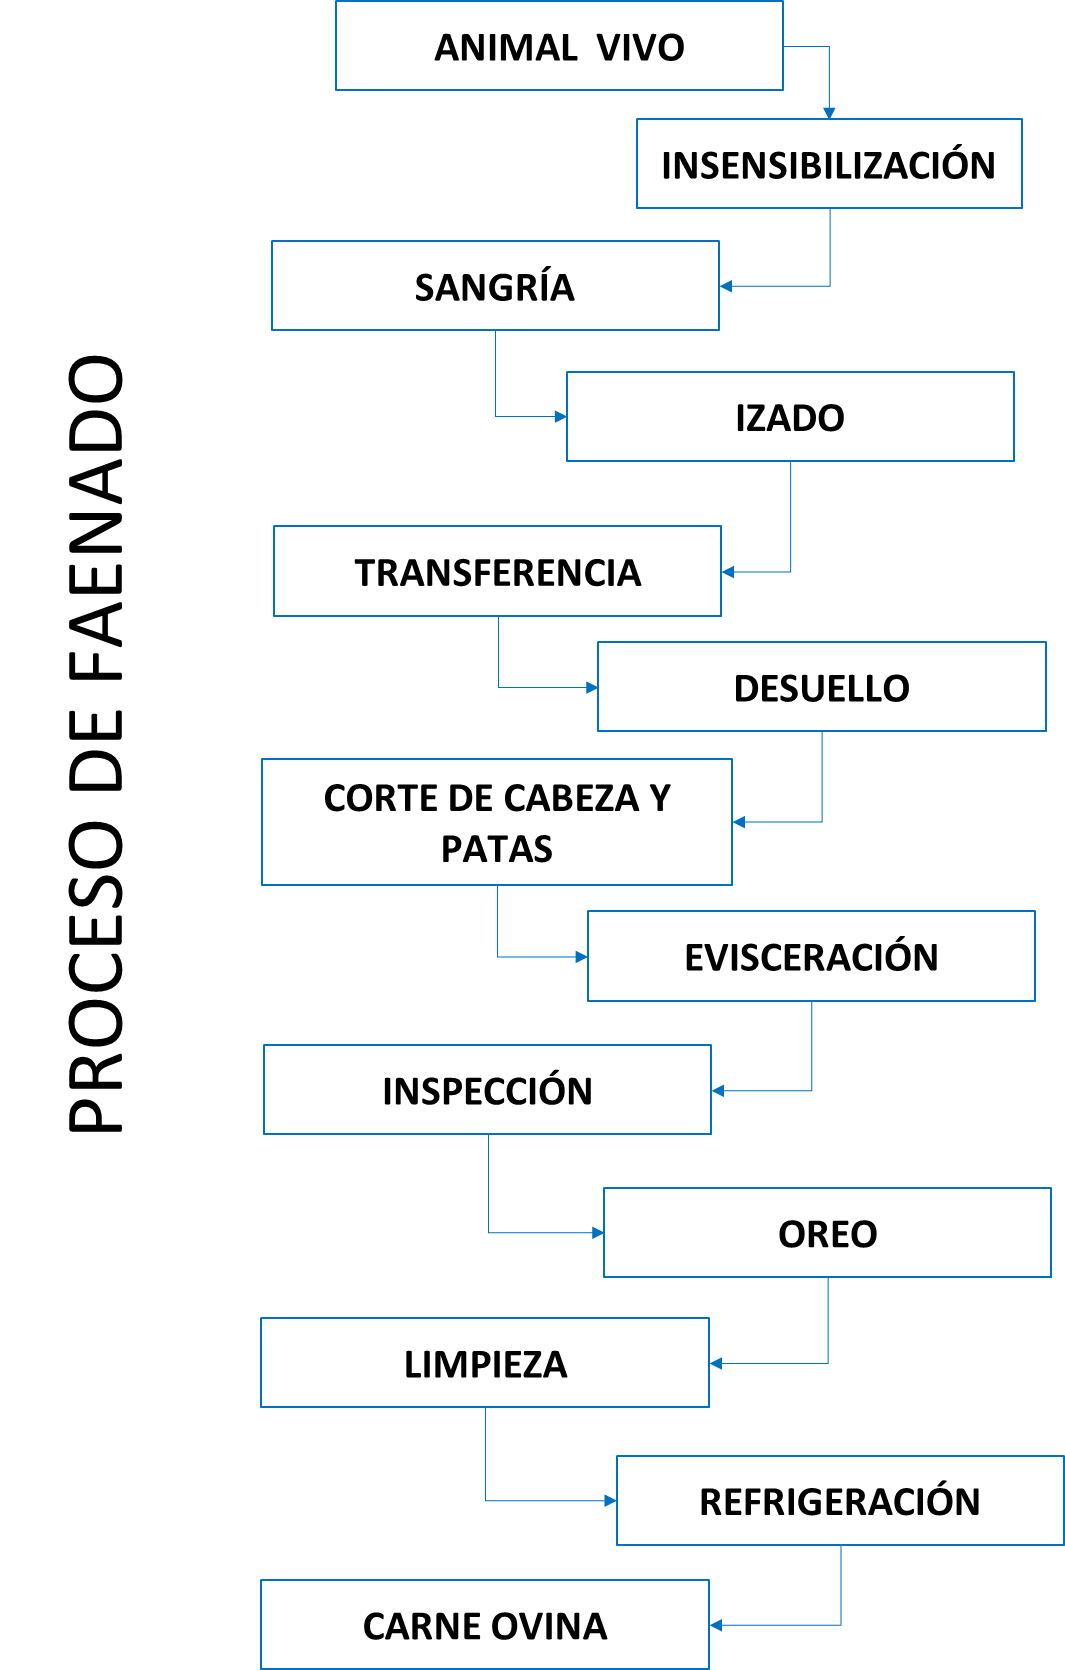 PROCESO DE FAENADO
ANIMAL VIVO
INSENSIBILIZACIÓN
SANGRÍA
IZADO
TRANSFERENCIA
DESUELLO
CORTE DE CABEZA Y
PATAS
EVISCERACIÓN
INSPECCIÓN
OREO
LIMPIEZA
REFRIGERACIÓN
CARNE OVINA